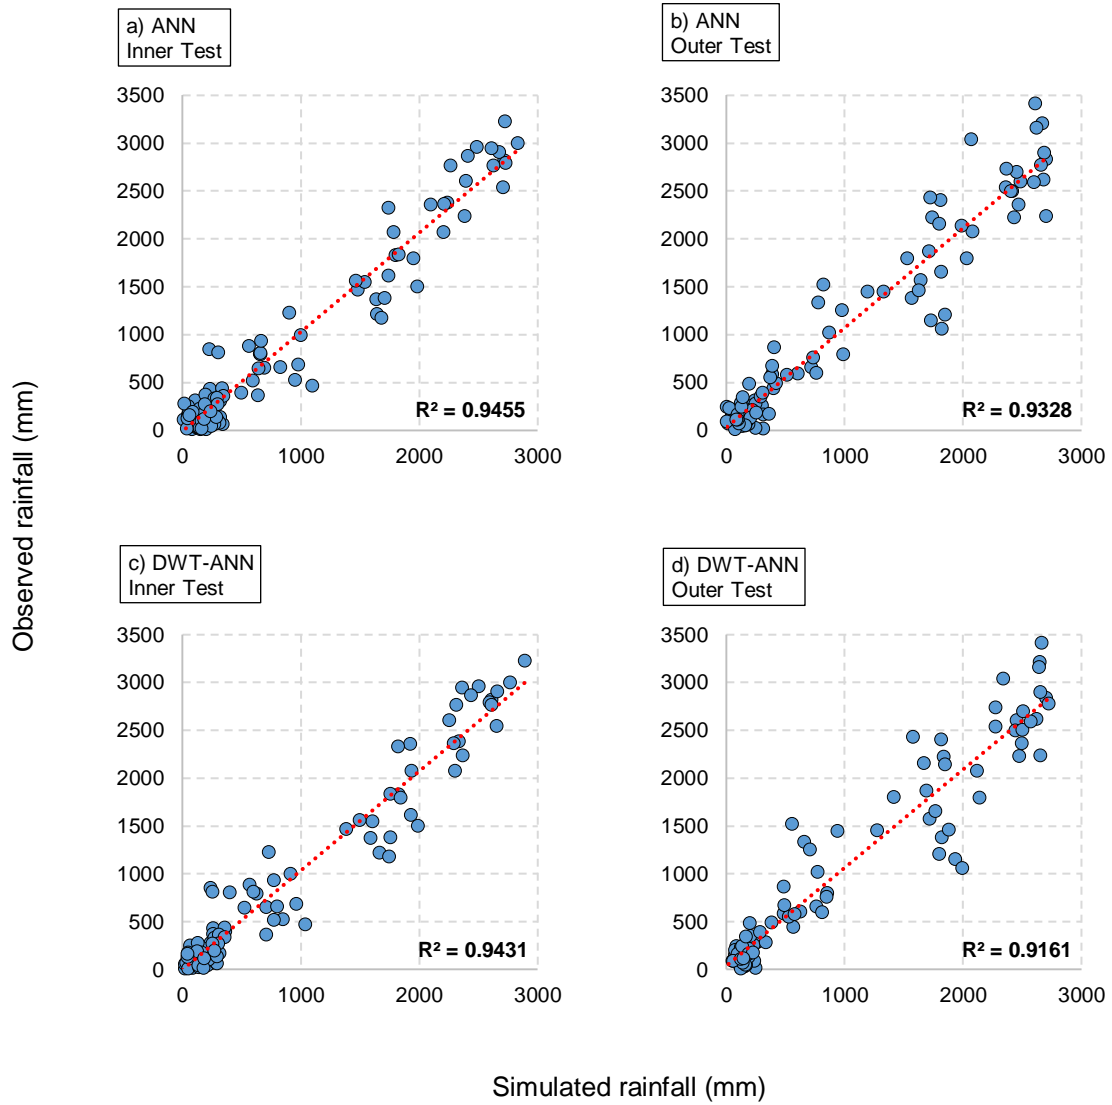 a) ANN
Inner Test
b) ANN
Outer Test
3500
3000
2500
2000
1500
1000
500
0
0 1000 2000 3000
R² = 0.9455
3500
3000
2500
2000
1500
1000
500
0
0 1000 2000 3000
R² = 0.9328
Observed rainfall (mm)
c) DWT-ANN
Inner Test
d) DWT-ANN
Outer Test
3500
3000
2500
2000
1500
1000
500
0
0 1000 2000 3000
R² = 0.9431
3500
3000
2500
2000
1500
1000
500
0
0 1000 2000 3000
R² = 0.9161
Simulated rainfall (mm)